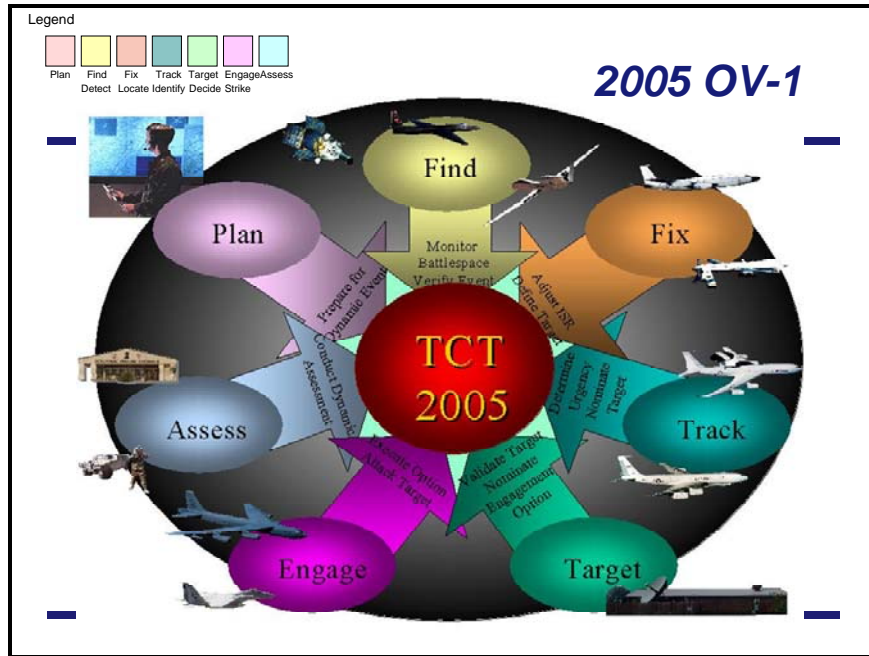 Legend
Plan
Find
Detect
Fix
Locate
Track
Identify
Target
Decide
Engage
Strike
Assess
2005 OV-1
Find
Monitor
Battlespace
Verify Event
Plan
Prepare for
Dynamic Event
Fix
Adjust ISR
Define Target
TCT
2005
Assess
Conduct Dynamic
Assessment
Track
Determine
Urgency
Nominate
Target
Engage
Execute Option
Attack Target
Target
Validate Target
Nominate
Engagement
Option